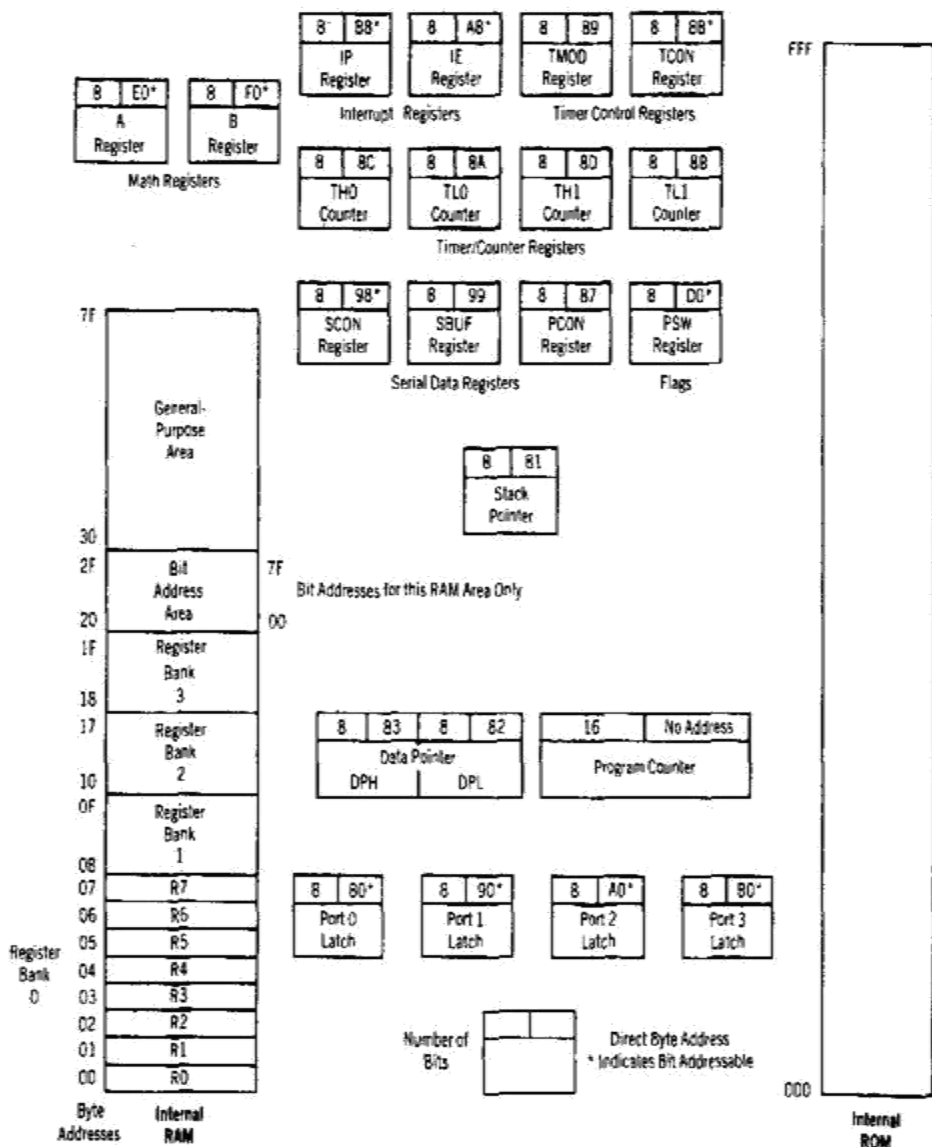 8 B8* 8 A8* 8 89 8 88*
IP Register IE Register TMOD Register TCON Register
Interrupt Registers Timer Control Registers
8 E0* 8 F0*
A Register B Register
Math Registers
8 8C 8 8A 8 8D 8 8B
TH0 Counter TL0 Counter TH1 Counter TL1 Counter
Timer/Counter Registers
8 98* 8 99 8 87 8 D0*
SCON Register SBUF Register PCON Register PSW Register
Serial Data Registers Flags
8 81
Stack Pointer
7F
General-
Purpose
Area
30
2F Bit 7F
Address Bit Addresses for this RAM Area Only
20 Area 00
1F Register
Bank
18 3
17 Register
Bank
10 2
0F Register
Bank
08 1
8 83 8 82 16 No Address
Data Pointer Program Counter
DPH DPL
07 R7
06 R6
05 R5
04 R4
03 R3
02 R2
01 R1
00 R0
Register
Bank
0
8 80* 8 90* 8 A0* 8 B0*
Port 0 Latch Port 1 Latch Port 2 Latch Port 3 Latch
Number of
Bits
Direct Byte Address
* Indicates Bit Addressable
Byte
Addresses
Internal
RAM
FFF
000
Internal
ROM